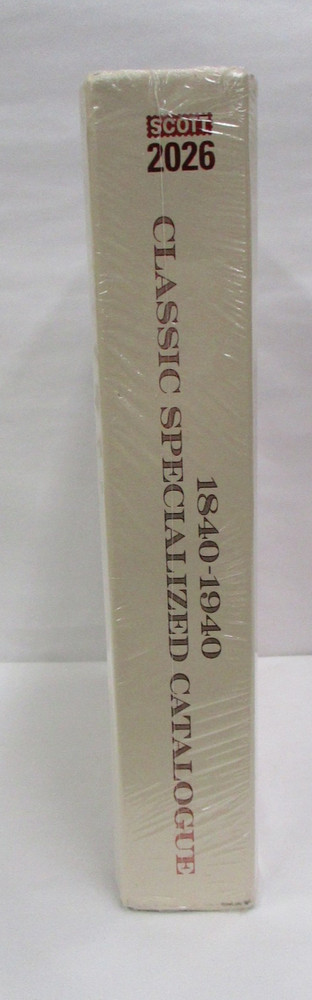 SCOTT
2026
1840-1940
CLASSIC SPECIALIZED CATALOGUE